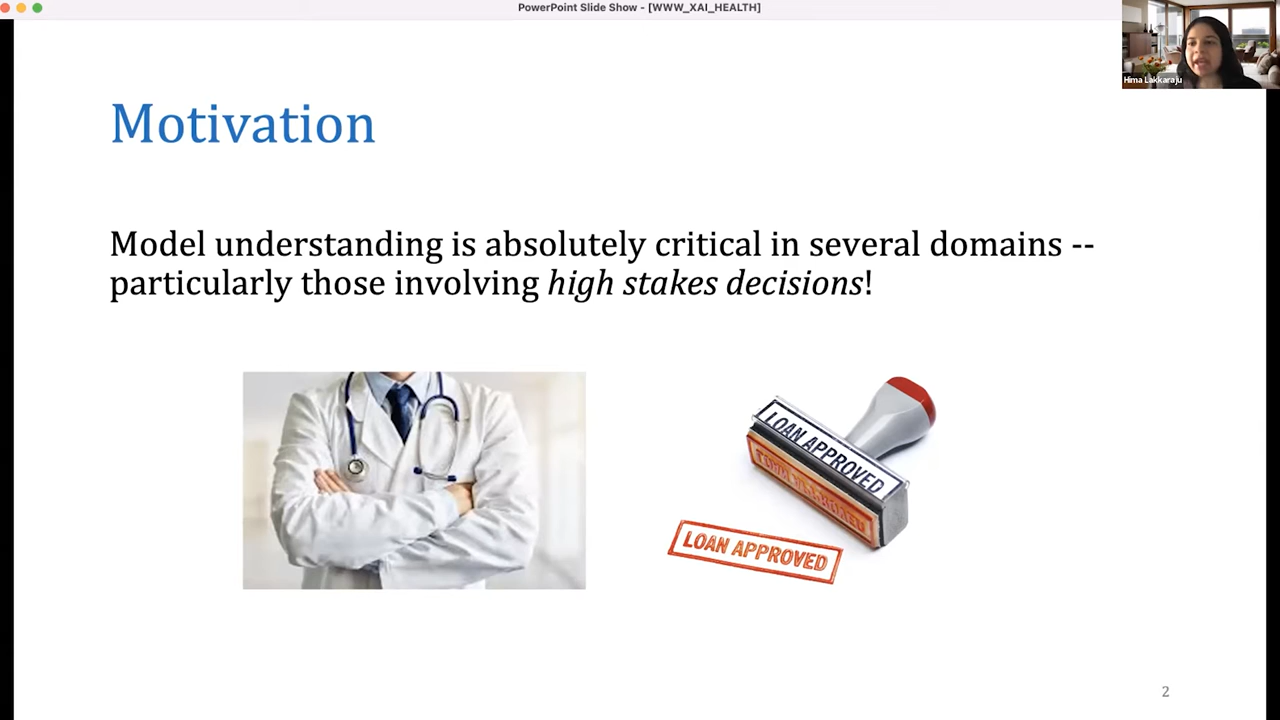 PowerPoint Slide Show - [WWW_XAI_HEALTH]
Hima Lakkaraju
Motivation
Model understanding is absolutely critical in several domains --
particularly those involving high stakes decisions!
LOAN APPROVED
LOAN APPROVED
2